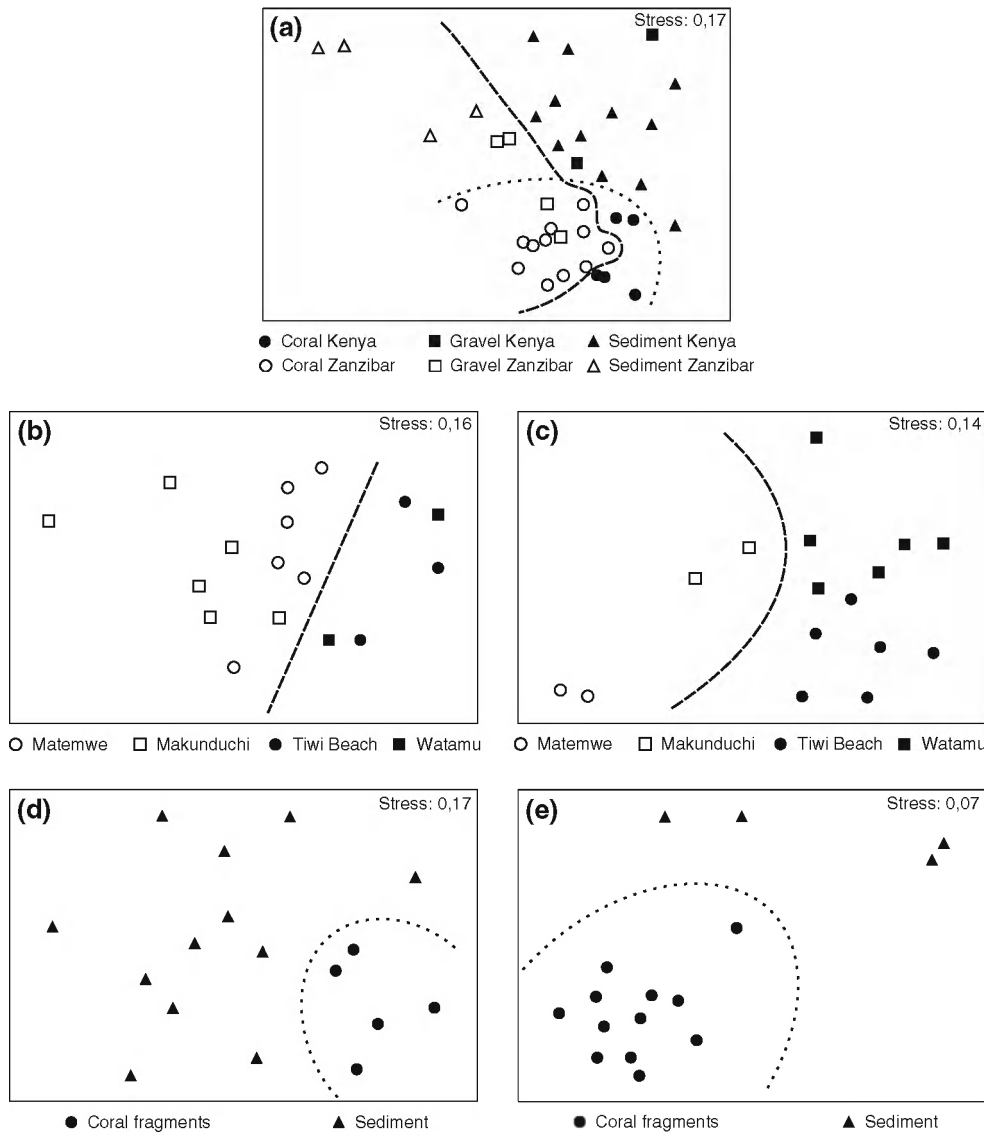 (a) Stress: 0,17
Coral Kenya Gravel Kenya Sediment Kenya
Coral Zanzibar Gravel Zanzibar Sediment Zanzibar
(b) Stress: 0,16
Matemwe Makunduchi Tiwi Beach Watamu
(c) Stress: 0,14
Matemwe Makunduchi Tiwi Beach Watamu
(d) Stress: 0,17
Coral fragments Sediment
(e) Stress: 0,07
Coral fragments Sediment